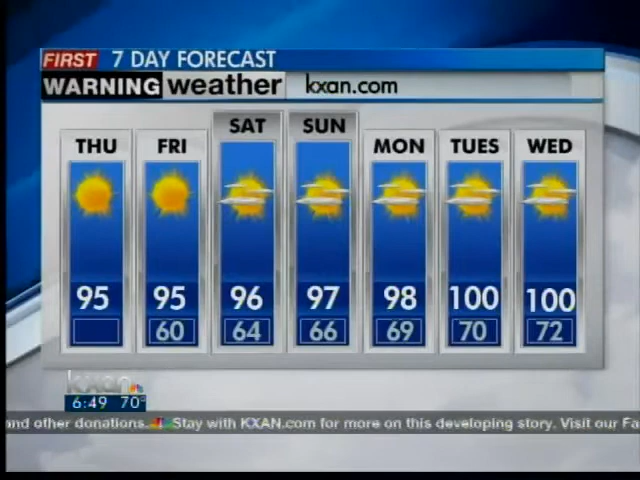 FIRST 7 DAY FORECAST
WARNING weather kxan.com
THU FRI SAT SUN MON TUES WED
95 95 96 97 98 100 100
60 64 66 69 70 72
kxan
6:49 70°
nd other donations. Stay with KXAN.com for more on this developing story. Visit our Fa